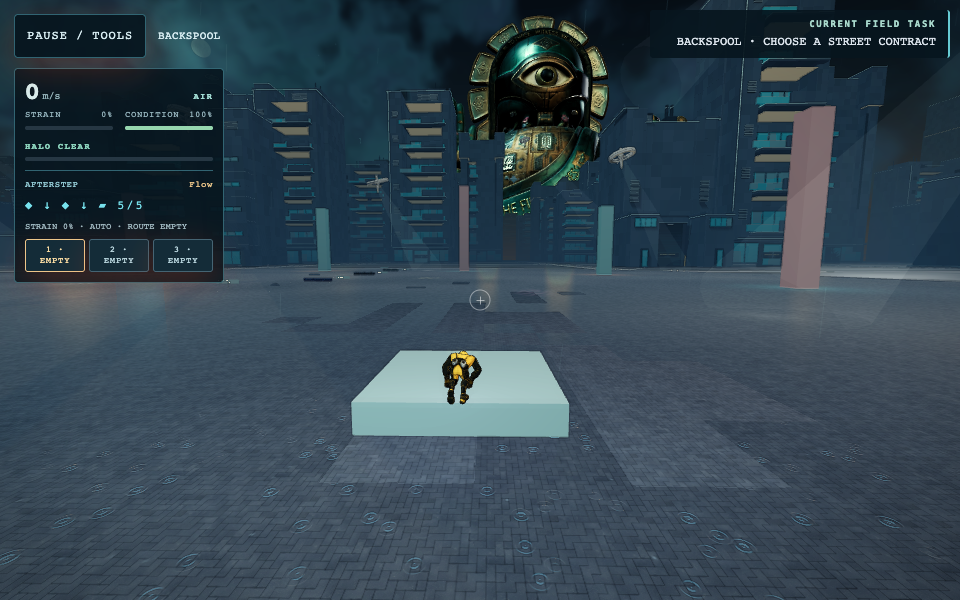 PAUSE / TOOLS
BACKSPOOL
CURRENT FIELD TASK
BACKSPOOL · CHOOSE A STREET CONTRACT
0 m/s AIR
STRAIN 0% CONDITION 100%
HALO CLEAR
AFTERSTEP Flow
◆ ↓ ◆ ↓ ▰ 5/5
STRAIN 0% · AUTO · ROUTE EMPTY
1 · EMPTY
2 · EMPTY
3 · EMPTY